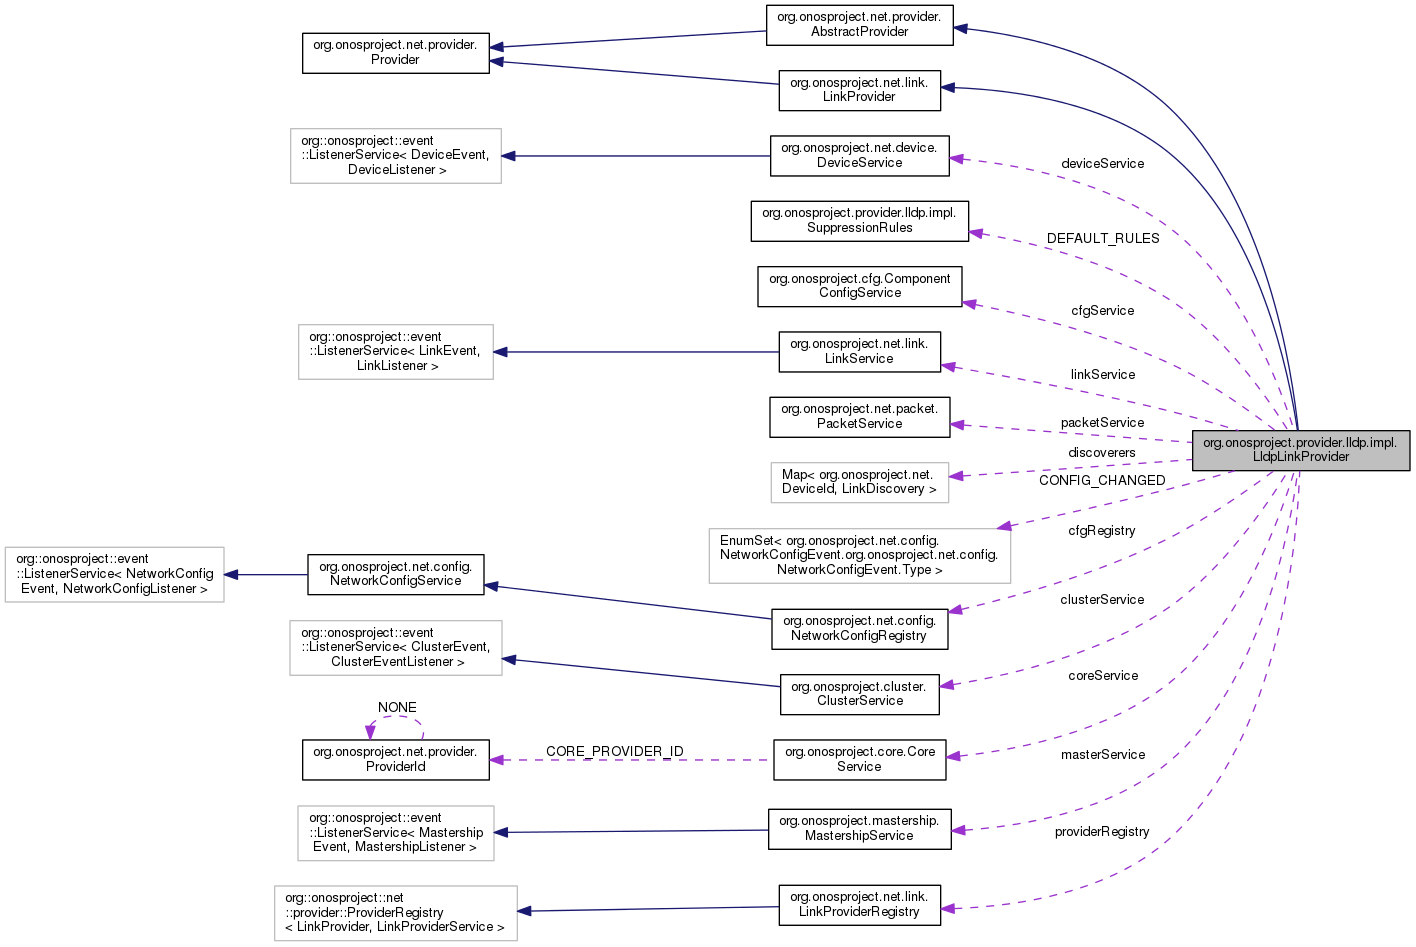 org.onosproject.net.provider.
AbstractProvider
org.onosproject.net.provider.
Provider
org.onosproject.net.link.
LinkProvider
org::onosproject::event
::ListenerService< DeviceEvent,
DeviceListener >
org.onosproject.net.device.
DeviceService
deviceService
org.onosproject.provider.lldp.impl.
SuppressionRules
DEFAULT_RULES
org.onosproject.cfg.Component
ConfigService
cfgService
org::onosproject::event
::ListenerService< LinkEvent,
LinkListener >
org.onosproject.net.link.
LinkService
linkService
org.onosproject.net.packet.
PacketService
packetService
org.onosproject.provider.lldp.impl.
LldpLinkProvider
discoverers
Map< org.onosproject.net.
DeviceId, LinkDiscovery >
CONFIG_CHANGED
EnumSet< org.onosproject.net.config.
NetworkConfigEvent.org.onosproject.net.config.
NetworkConfigEvent.Type >
cfgRegistry
org::onosproject::event
::ListenerService< NetworkConfig
Event, NetworkConfigListener >
org.onosproject.net.config.
NetworkConfigService
org.onosproject.net.config.
NetworkConfigRegistry
clusterService
org::onosproject::event
::ListenerService< ClusterEvent,
ClusterEventListener >
org.onosproject.cluster.
ClusterService
coreService
NONE
org.onosproject.net.provider.
ProviderId
CORE_PROVIDER_ID
org.onosproject.core.Core
Service
masterService
org::onosproject::event
::ListenerService< Mastership
Event, MastershipListener >
org.onosproject.mastership.
MastershipService
providerRegistry
org::onosproject::net
::provider::ProviderRegistry
< LinkProvider, LinkProviderService >
org.onosproject.net.link.
LinkProviderRegistry